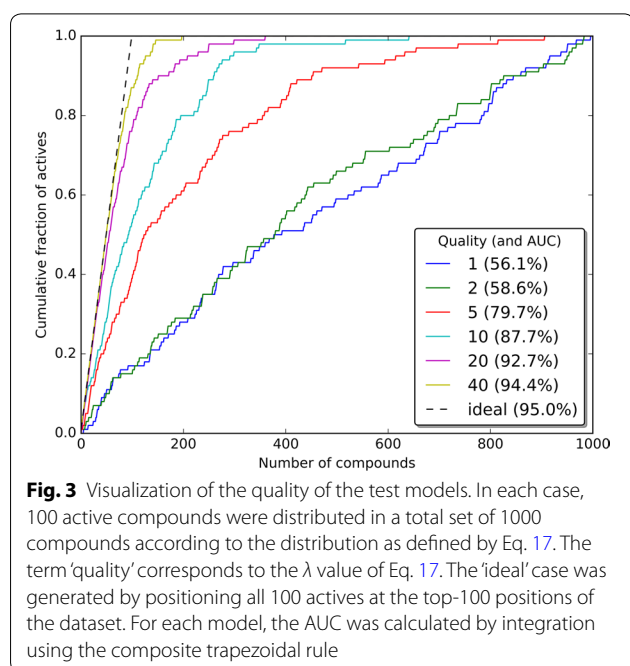 1.0
0.8
0.6
0.4
0.2
0.0
Cumulative fraction of actives
0
200
400
600
800
1000
Number of compounds
Quality (and AUC)
1 (56.1%)
2 (58.6%)
5 (79.7%)
10 (87.7%)
20 (92.7%)
40 (94.4%)
ideal (95.0%)
Fig. 3 Visualization of the quality of the test models. In each case,
100 active compounds were distributed in a total set of 1000
compounds according to the distribution as defined by Eq. 17. The
term ‘quality’ corresponds to the λ value of Eq. 17. The ‘ideal’ case was
generated by positioning all 100 actives at the top-100 positions of
the dataset. For each model, the AUC was calculated by integration
using the composite trapezoidal rule